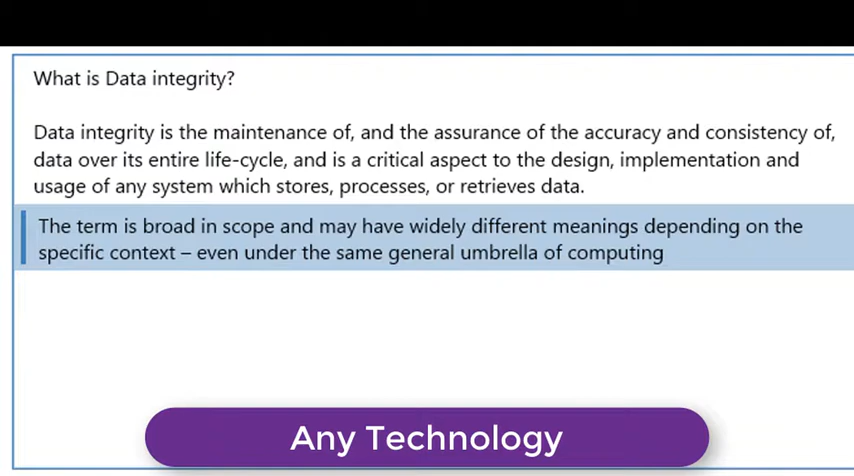 What is Data integrity?
Data integrity is the maintenance of, and the assurance of the accuracy and consistency of,
data over its entire life-cycle, and is a critical aspect to the design, implementation and
usage of any system which stores, processes, or retrieves data.
The term is broad in scope and may have widely different meanings depending on the
specific context – even under the same general umbrella of computing
Any Technology